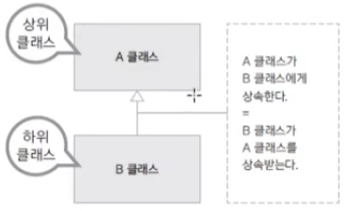 상위
클래스
A 클래스
A 클래스가
B 클래스에게
상속한다.
=
B 클래스가
A 클래스를
상속받는다.
하위
클래스
B 클래스